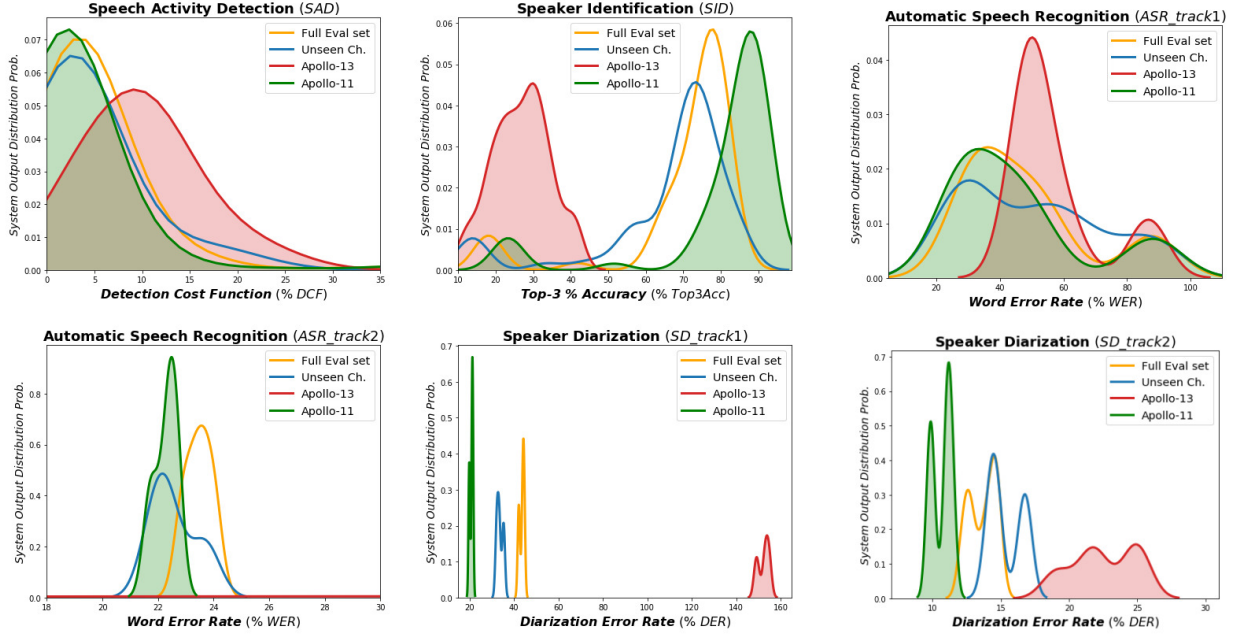 Speech Activity Detection (SAD)
System Output Distribution Prob.
0.07
0.06
0.05
0.04
0.03
0.02
0.01
0.00
Full Eval set
Unseen Ch.
Apollo-13
Apollo-11
0 5 10 15 20 25 30 35
Detection Cost Function (% DCF)
Speaker Identification (SID)
System Output Distribution Prob.
0.06
0.05
0.04
0.03
0.02
0.01
0.00
Full Eval set
Unseen Ch.
Apollo-13
Apollo-11
10 20 30 40 50 60 70 80 90
Top-3 % Accuracy (% Top3Acc)
Automatic Speech Recognition (ASR_track1)
System Output Distribution Prob.
0.04
0.03
0.02
0.01
0.00
Full Eval set
Unseen Ch.
Apollo-13
Apollo-11
20 40 60 80 100
Word Error Rate (% WER)
Automatic Speech Recognition (ASR_track2)
System Output Distribution Prob.
0.8
0.6
0.4
0.2
0.0
Full Eval set
Unseen Ch.
Apollo-13
Apollo-11
18 20 22 24 26 28 30
Word Error Rate (% WER)
Speaker Diarization (SD_track1)
System Output Distribution Prob.
0.7
0.6
0.5
0.4
0.3
0.2
0.1
0.0
Full Eval set
Unseen Ch.
Apollo-13
Apollo-11
20 40 60 80 100 120 140 160
Diarization Error Rate (% DER)
Speaker Diarization (SD_track2)
System Output Distribution Prob.
0.7
0.6
0.5
0.4
0.3
0.2
0.1
0.0
Full Eval set
Unseen Ch.
Apollo-13
Apollo-11
10 15 20 25 30
Diarization Error Rate (% DER)